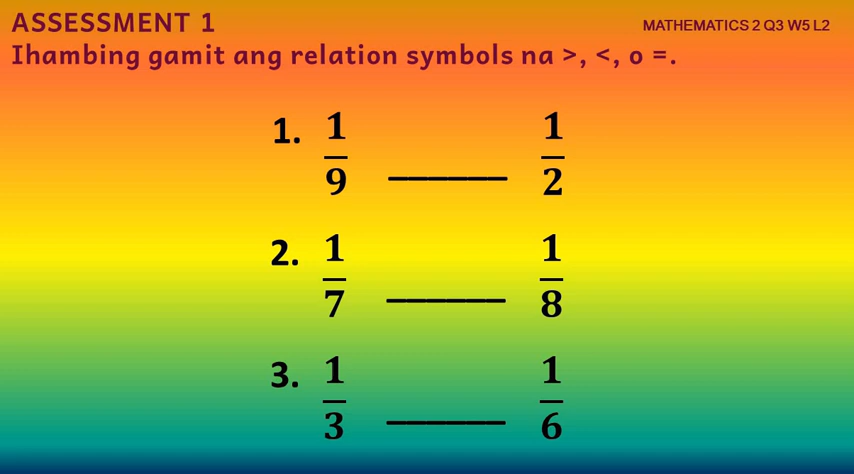 ASSESSMENT 1
MATHEMATICS 2 Q3 W5 L2
Ihambing gamit ang relation symbols na >, <, o =.
1. 1/9 ______ 1/2
2. 1/7 ______ 1/8
3. 1/3 ______ 1/6